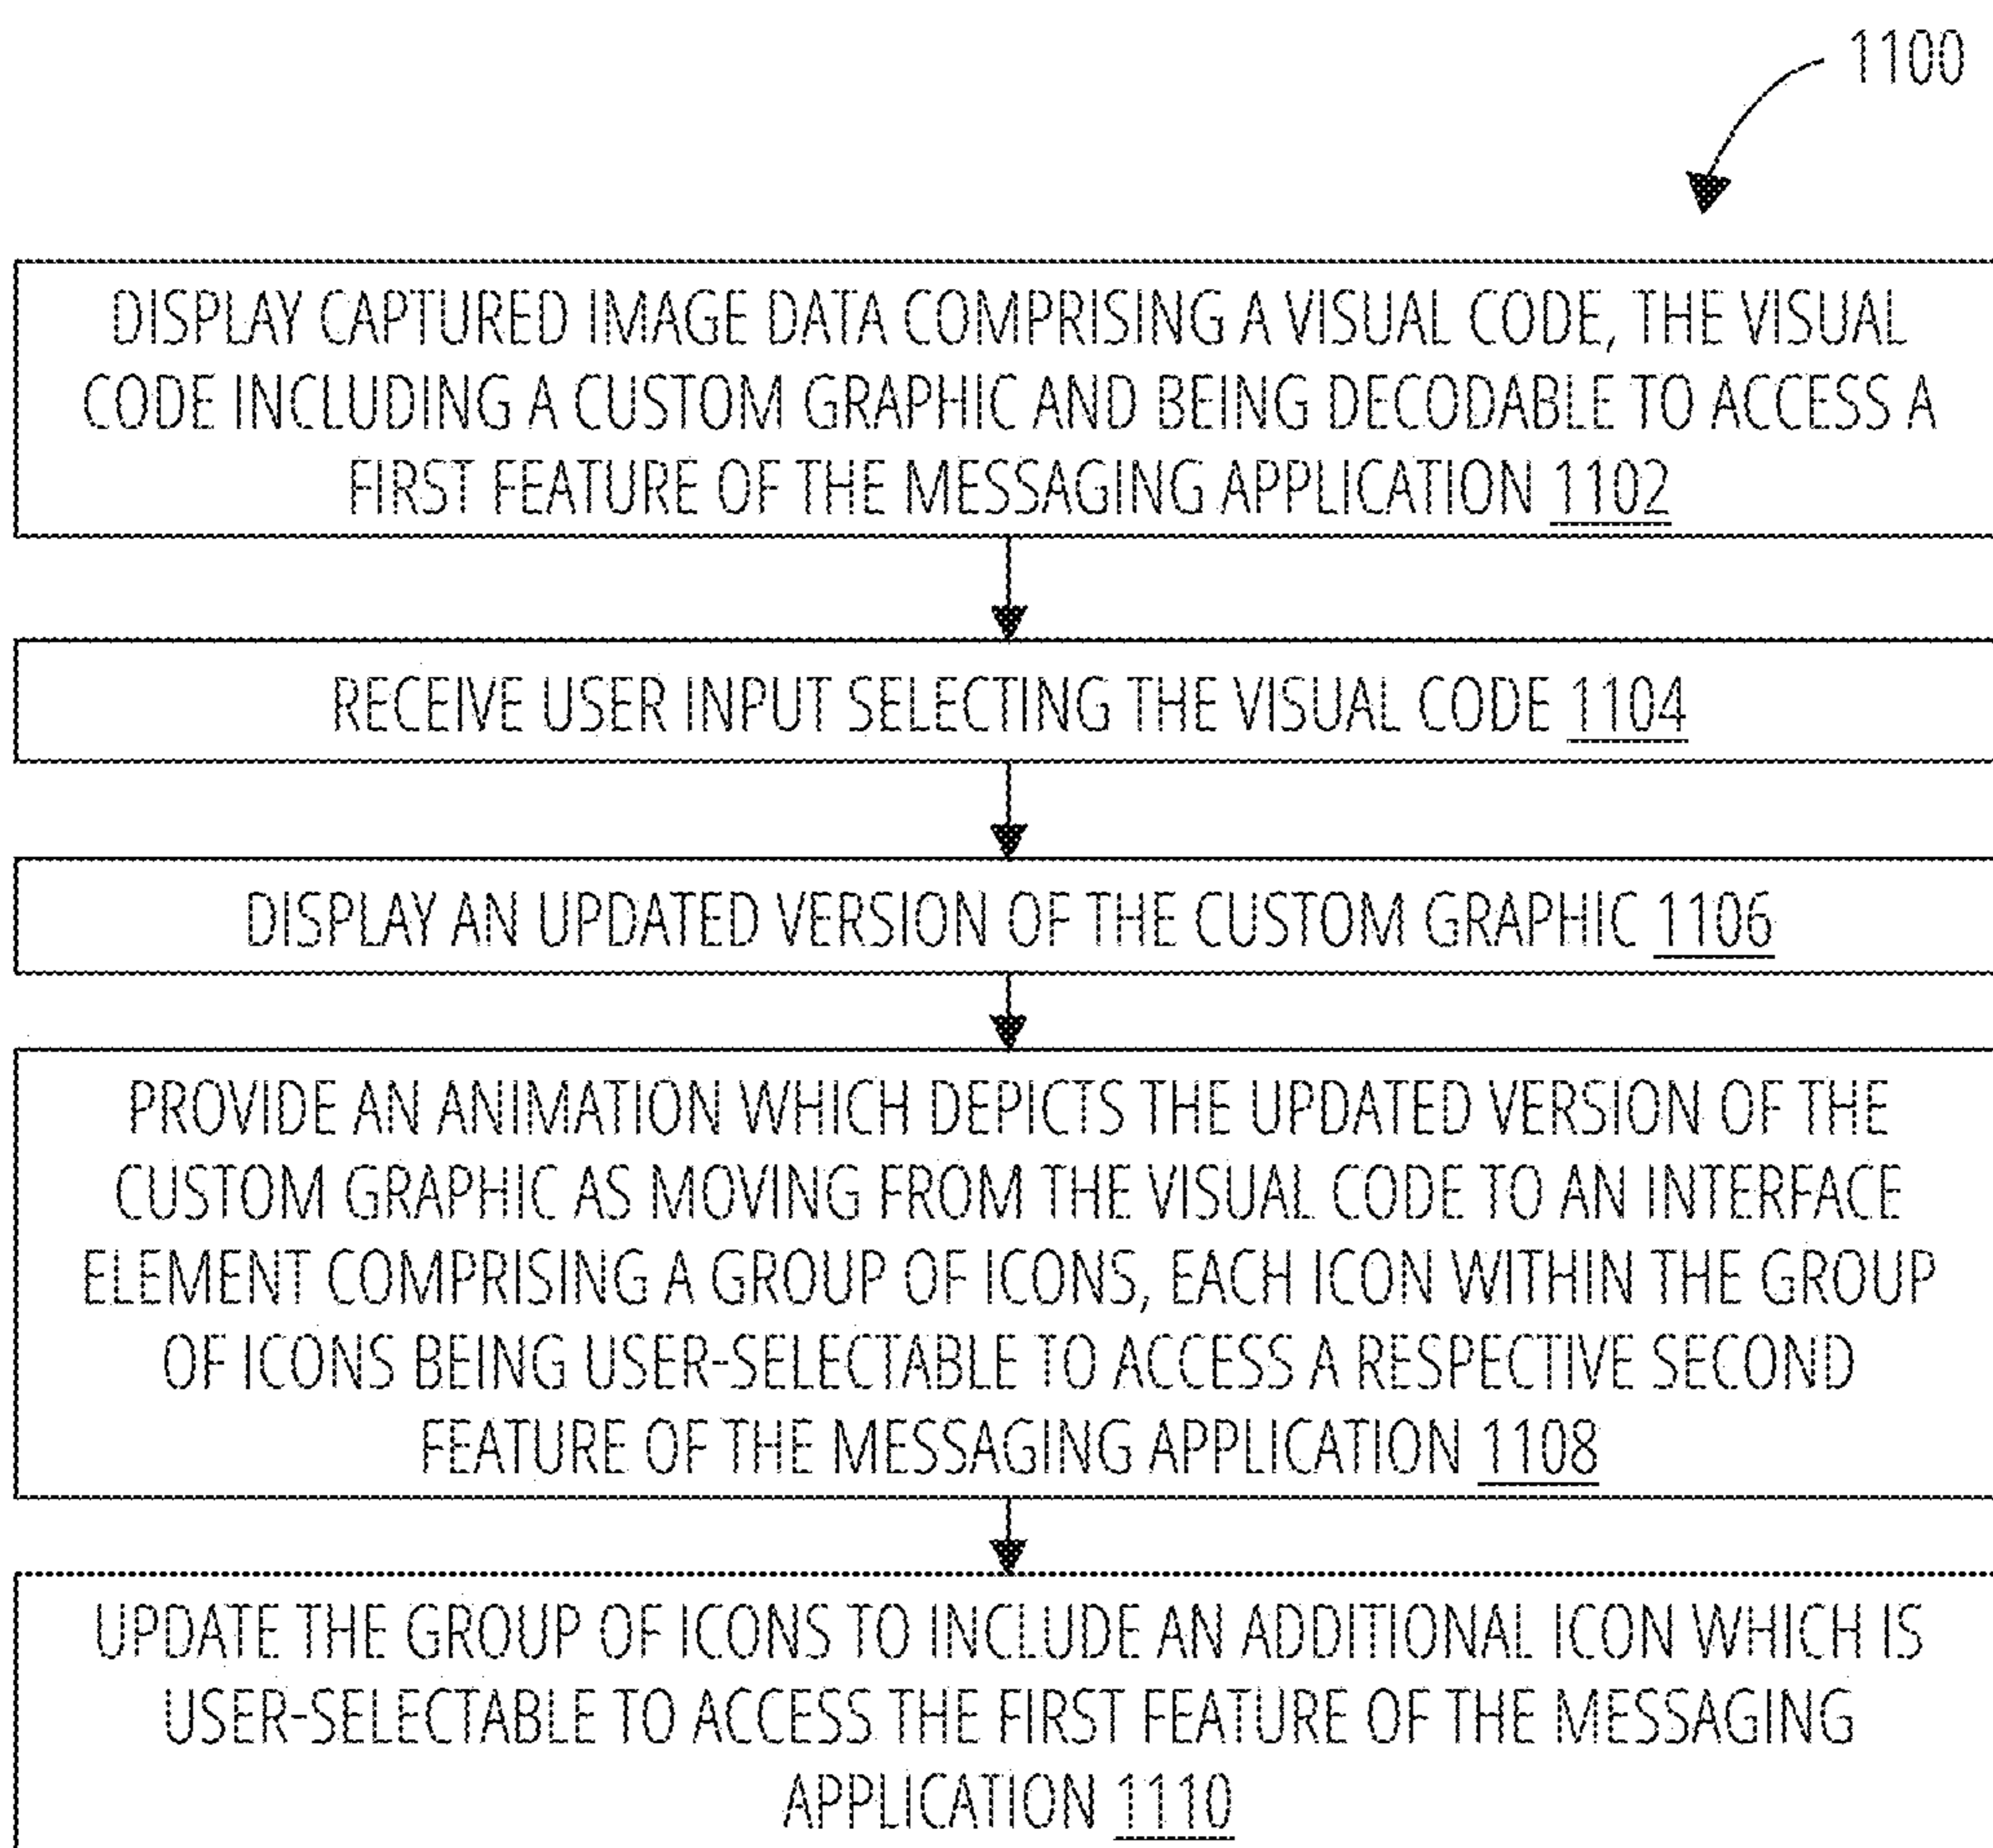 1100
DISPLAY CAPTURED IMAGE DATA COMPRISING A VISUAL CODE, THE VISUAL
CODE INCLUDING A CUSTOM GRAPHIC AND BEING DECODABLE TO ACCESS A
FIRST FEATURE OF THE MESSAGING APPLICATION 1102
RECEIVE USER INPUT SELECTING THE VISUAL CODE 1104
DISPLAY AN UPDATED VERSION OF THE CUSTOM GRAPHIC 1106
PROVIDE AN ANIMATION WHICH DEPICTS THE UPDATED VERSION OF THE
CUSTOM GRAPHIC AS MOVING FROM THE VISUAL CODE TO AN INTERFACE
ELEMENT COMPRISING A GROUP OF ICONS, EACH ICON WITHIN THE GROUP
OF ICONS BEING USER-SELECTABLE TO ACCESS A RESPECTIVE SECOND
FEATURE OF THE MESSAGING APPLICATION 1108
UPDATE THE GROUP OF ICONS TO INCLUDE AN ADDITIONAL ICON WHICH IS
USER-SELECTABLE TO ACCESS THE FIRST FEATURE OF THE MESSAGING
APPLICATION 1110